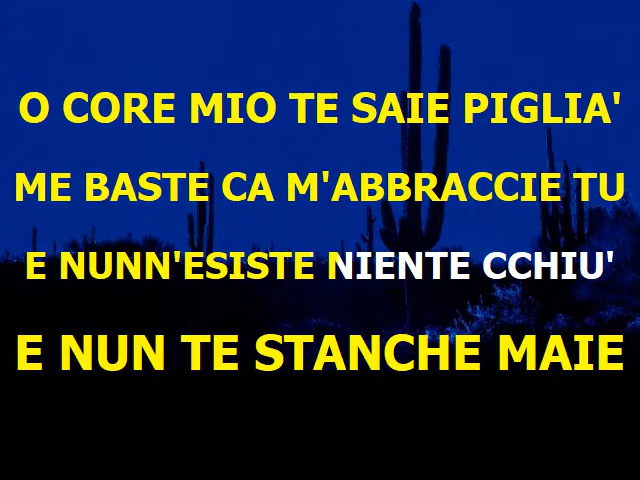 O CORE MIO TE SAIE PIGLIA'
ME BASTE CA M'ABBRACCIE TU
E NUNN'ESISTE NIENTE CCHIU'
E NUN TE STANCHE MAIE